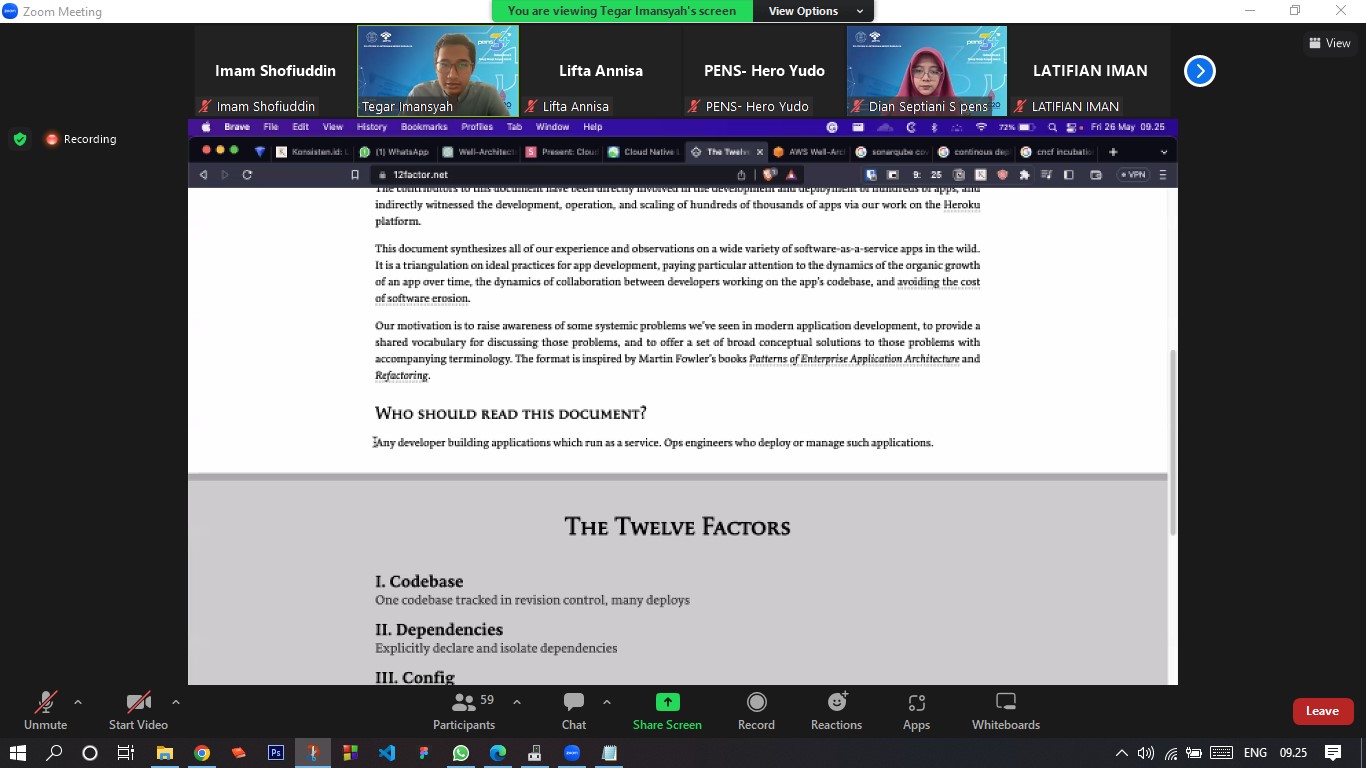 Zoom Meeting
You are viewing Tegar Imansyah's screen
View Options
View
Imam Shofiuddin
Lifta Annisa
PENS- Hero Yudo
LATIFIAN IMAN
Imam Shofiuddin
Tegar Imansyah
Lifta Annisa
PENS- Hero Yudo
Dian Septiani S pens
LATIFIAN IMAN
Recording
Brave File Edit View History Bookmarks Profiles Tab Window Help
72%
Fri 26 May 09.25
Konsisten.id: L
(1) WhatsApp
Well-Architect
Present: Cloud
Cloud Native L
The Twelv
AWS Well-Arc
sonarqube cov
continous dep
cncf incubatio
12factor.net
9: 25
VPN
The contributors to this document have been directly involved in the development and deployment of hundreds of apps, and
indirectly witnessed the development, operation, and scaling of hundreds of thousands of apps via our work on the Heroku
platform.
This document synthesizes all of our experience and observations on a wide variety of software-as-a-service apps in the wild.
It is a triangulation on ideal practices for app development, paying particular attention to the dynamics of the organic growth
of an app over time, the dynamics of collaboration between developers working on the app's codebase, and avoiding the cost
of software erosion.
Our motivation is to raise awareness of some systemic problems we've seen in modern application development, to provide a
shared vocabulary for discussing those problems, and to offer a set of broad conceptual solutions to those problems with
accompanying terminology. The format is inspired by Martin Fowler's books Patterns of Enterprise Application Architecture and
Refactoring.
WHO SHOULD READ THIS DOCUMENT?
Any developer building applications which run as a service. Ops engineers who deploy or manage such applications.
THE TWELVE FACTORS
I. Codebase
One codebase tracked in revision control, many deploys
II. Dependencies
Explicitly declare and isolate dependencies
III. Config
Unmute
Start Video
59
Participants
Chat
Share Screen
Record
Reactions
Apps
Whiteboards
Leave
ENG
09.25